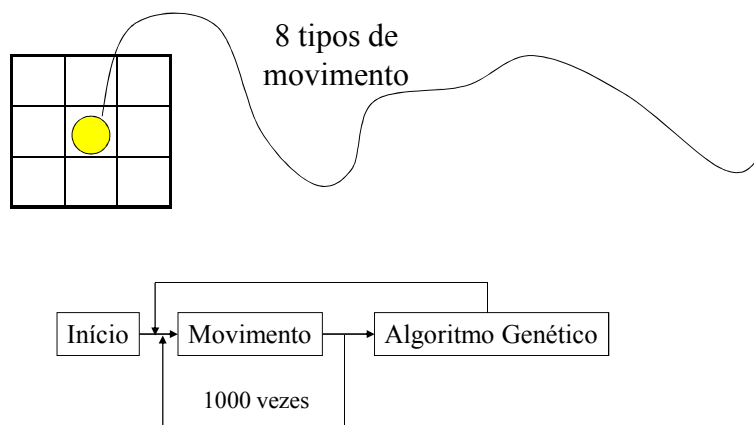 8 tipos de
movimento
Início
Movimento
Algoritmo Genético
1000 vezes